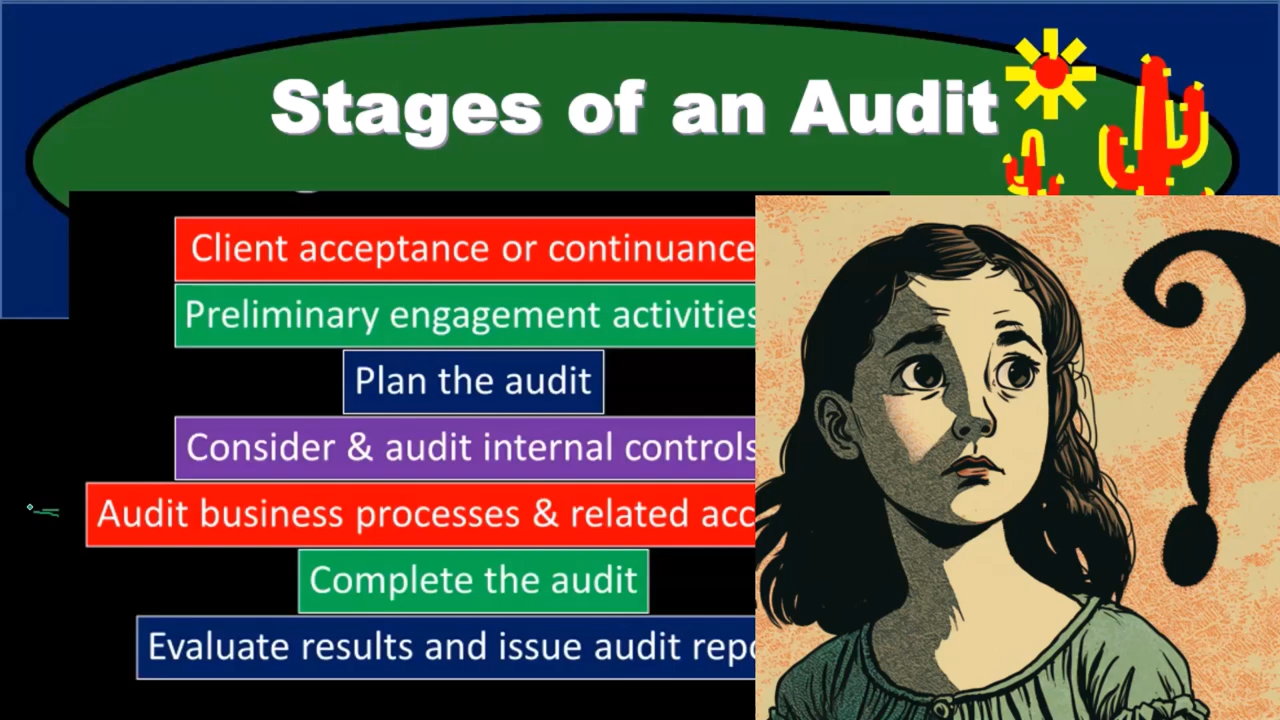 Stages of an Audit
Client acceptance or continuance
Preliminary engagement activities
Plan the audit
Consider & audit internal controls
Audit business processes & related acc
Complete the audit
Evaluate results and issue audit repo
?